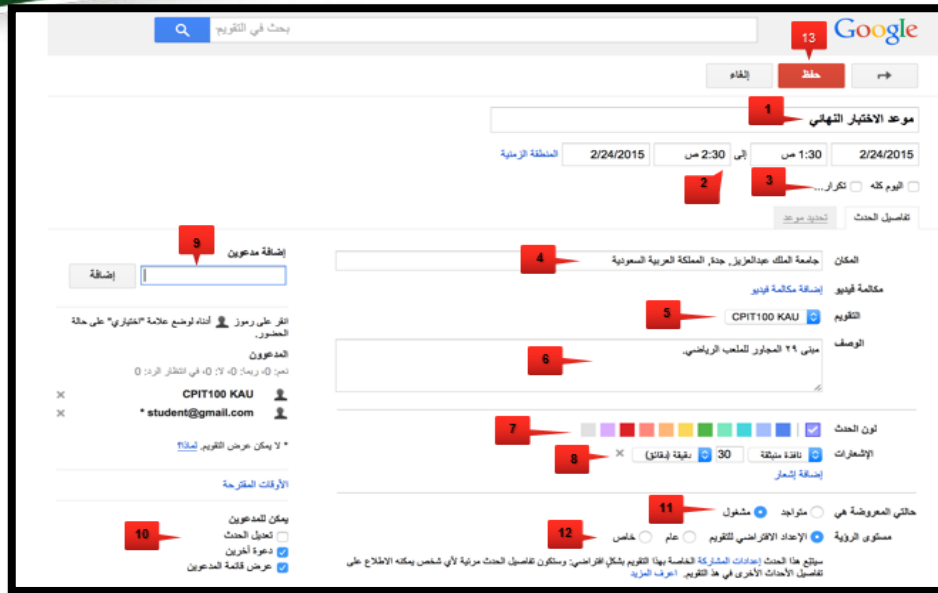 Google
13
بحث في التقويم
حفظ
إلغاء
1
موعد الاختبار النهائي
2/24/2015 1:30 ص إلى 2:30 ص 2/24/2015 المنطقة الزمنية
2
اليوم كله تكرار... 3
تفاصيل الحدث تحديد موعد
المكان جامعة الملك عبدالعزيز, جدة, المملكة العربية السعودية 4
مكالمة فيديو إضافة مكالمة فيديو
التقويم CPIT100 KAU 5
الوصف مبنى ٢٩ المجاور للملعب الرياضي. 6
لون الحدث 7
الإشعارات نافذة منبثقة 30 دقيقة (دقائق) × 8
إضافة إشعار
حالتي المعروضة هي متواجد مشغول 11
مستوى الرؤية الإعداد الافتراضي للتقويم عام خاص 12
سيتبع هذا الحدث إعدادات المشاركة الخاصة بهذا التقويم بشكل افتراضي: وستكون تفاصيل الحدث مرئية لأي شخص يمكنه الاطلاع على
تفاصيل الأحداث الأخرى في هذ التقويم. اعرف المزيد
9
إضافة مدعوين
إضافة
انقر على رموز أدناه لوضع علامة "اختياري" على حالة
الحضور.
المدعوون
نعم: 0، ربما: 0، لا: 0، في انتظار الرد: 0
CPIT100 KAU ×
student@gmail.com * ×
* لا يمكن عرض التقويم. لماذا؟
الأوقات المقترحة
يمكن للمدعوين
تعديل الحدث 10
دعوة آخرين
عرض قائمة المدعوين